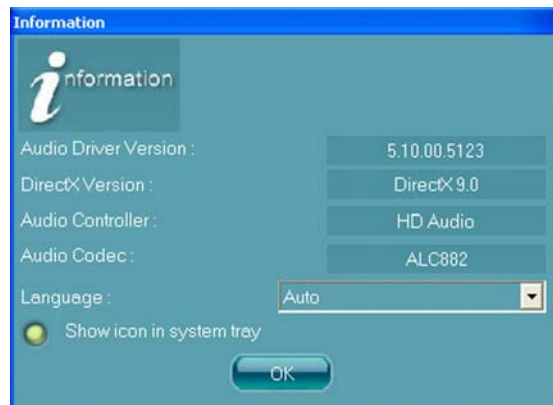 Information
information
Audio Driver Version : 5.10.00.5123
DirectX Version : DirectX 9.0
Audio Controller : HD Audio
Audio Codec : ALC882
Language : Auto
Show icon in system tray
OK